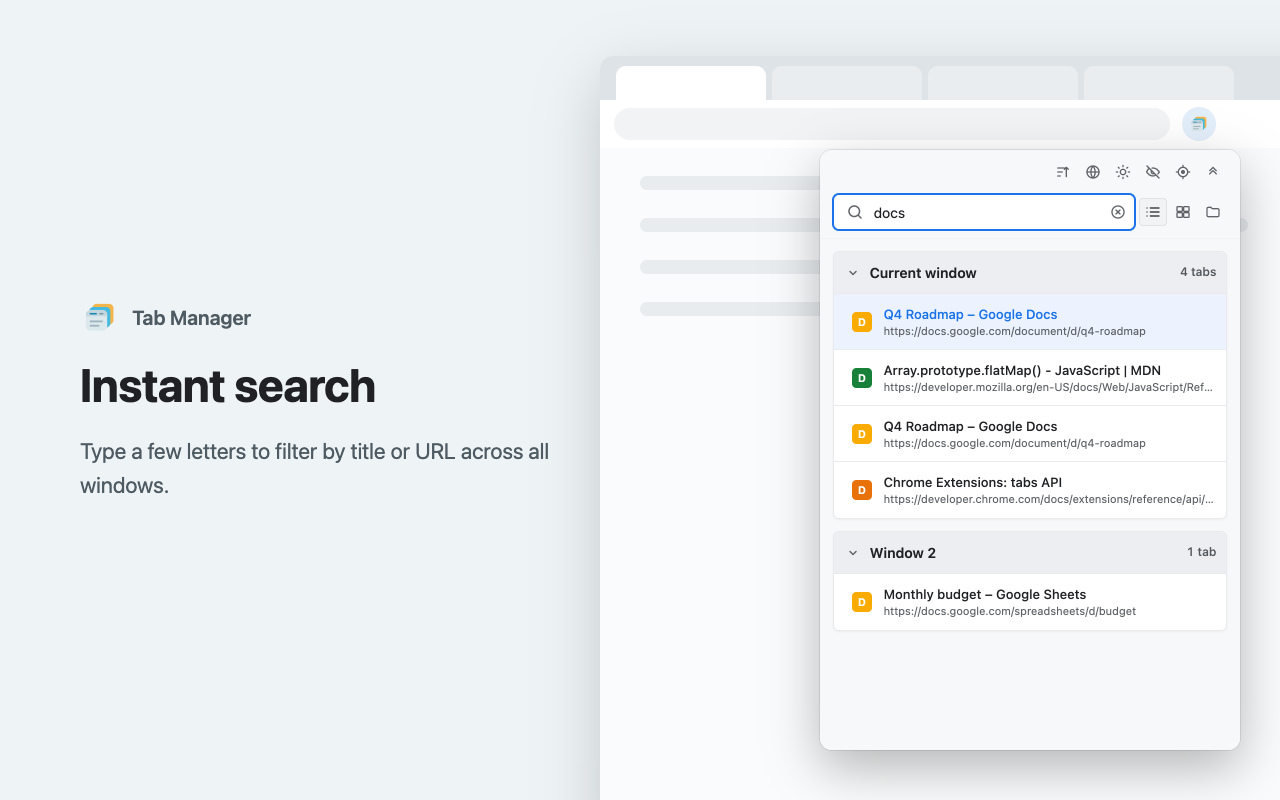 Tab Manager
Instant search
Type a few letters to filter by title or URL across all
windows.
docs
Current window
4 tabs
D
Q4 Roadmap – Google Docs
https://docs.google.com/document/d/q4-roadmap
D
Array.prototype.flatMap() - JavaScript | MDN
https://developer.mozilla.org/en-US/docs/Web/JavaScript/Ref...
D
Q4 Roadmap – Google Docs
https://docs.google.com/document/d/q4-roadmap
D
Chrome Extensions: tabs API
https://developer.chrome.com/docs/extensions/reference/api/...
Window 2
1 tab
D
Monthly budget – Google Sheets
https://docs.google.com/spreadsheets/d/budget